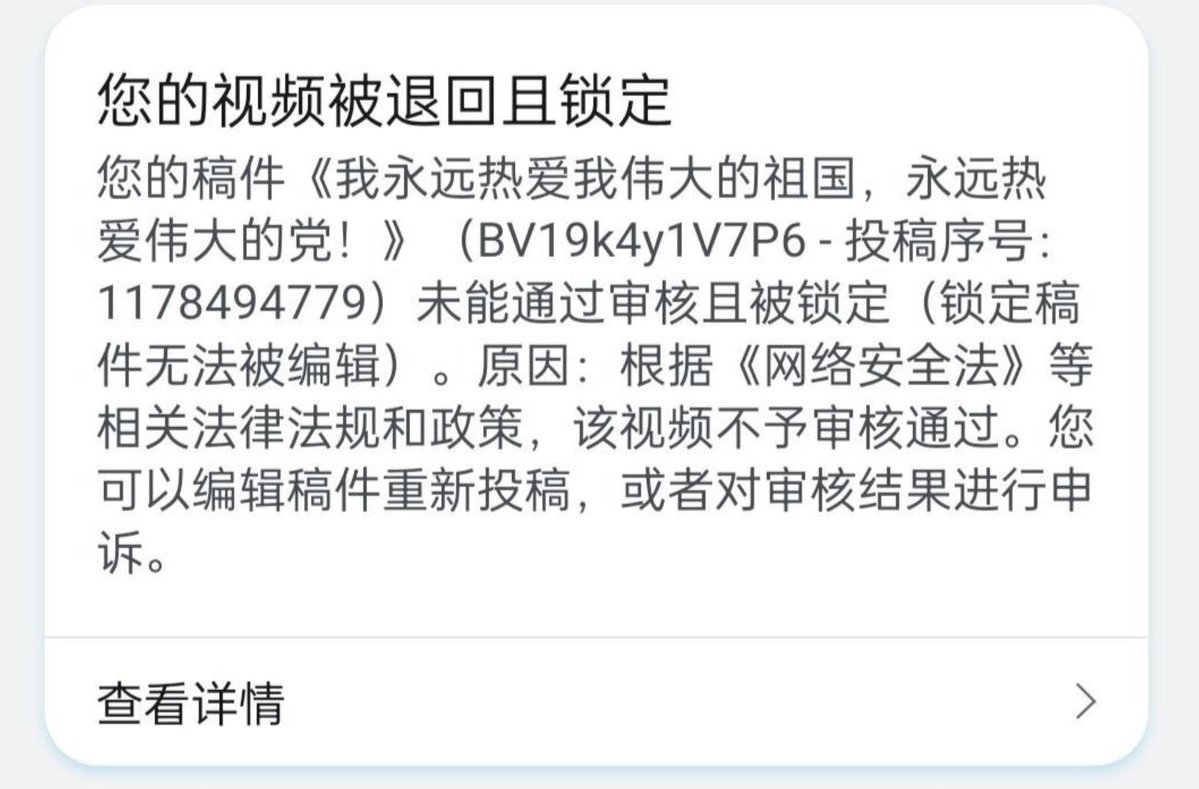 您的视频被退回且锁定
您的稿件《我永远热爱我伟大的祖国，永远热
爱伟大的党！》（BV19k4y1V7P6 - 投稿序号：
1178494779）未能通过审核且被锁定（锁定稿
件无法被编辑）。原因：根据《网络安全法》等
相关法律法规和政策，该视频不予审核通过。您
可以编辑稿件重新投稿，或者对审核结果进行申
诉。
查看详情